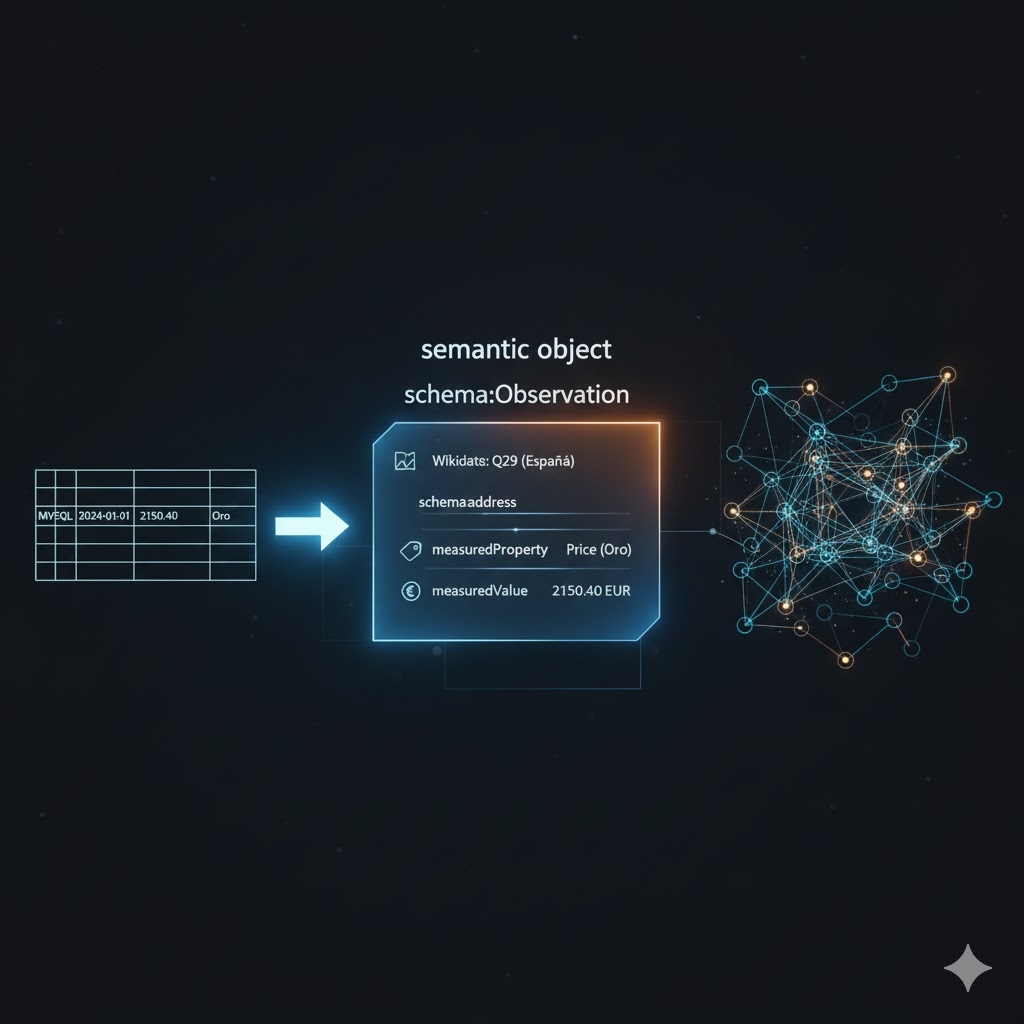 semantic object
schema:Observation
Wikidats: Q29 (Españá)
schemaaddress
measuredProperty Price (Oro)
€ measuredValue 2150.40 EUR
MVEQL 2024-01-01 2150.40 Oro